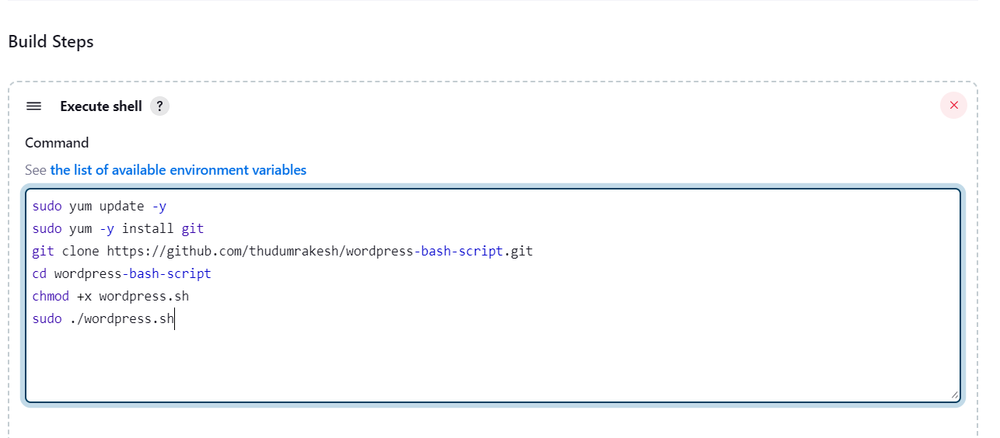 Build Steps
Execute shell ?
Command
See the list of available environment variables
sudo yum update -y
sudo yum -y install git
git clone https://github.com/thudumrakesh/wordpress-bash-script.git
cd wordpress-bash-script
chmod +x wordpress.sh
sudo ./wordpress.sh